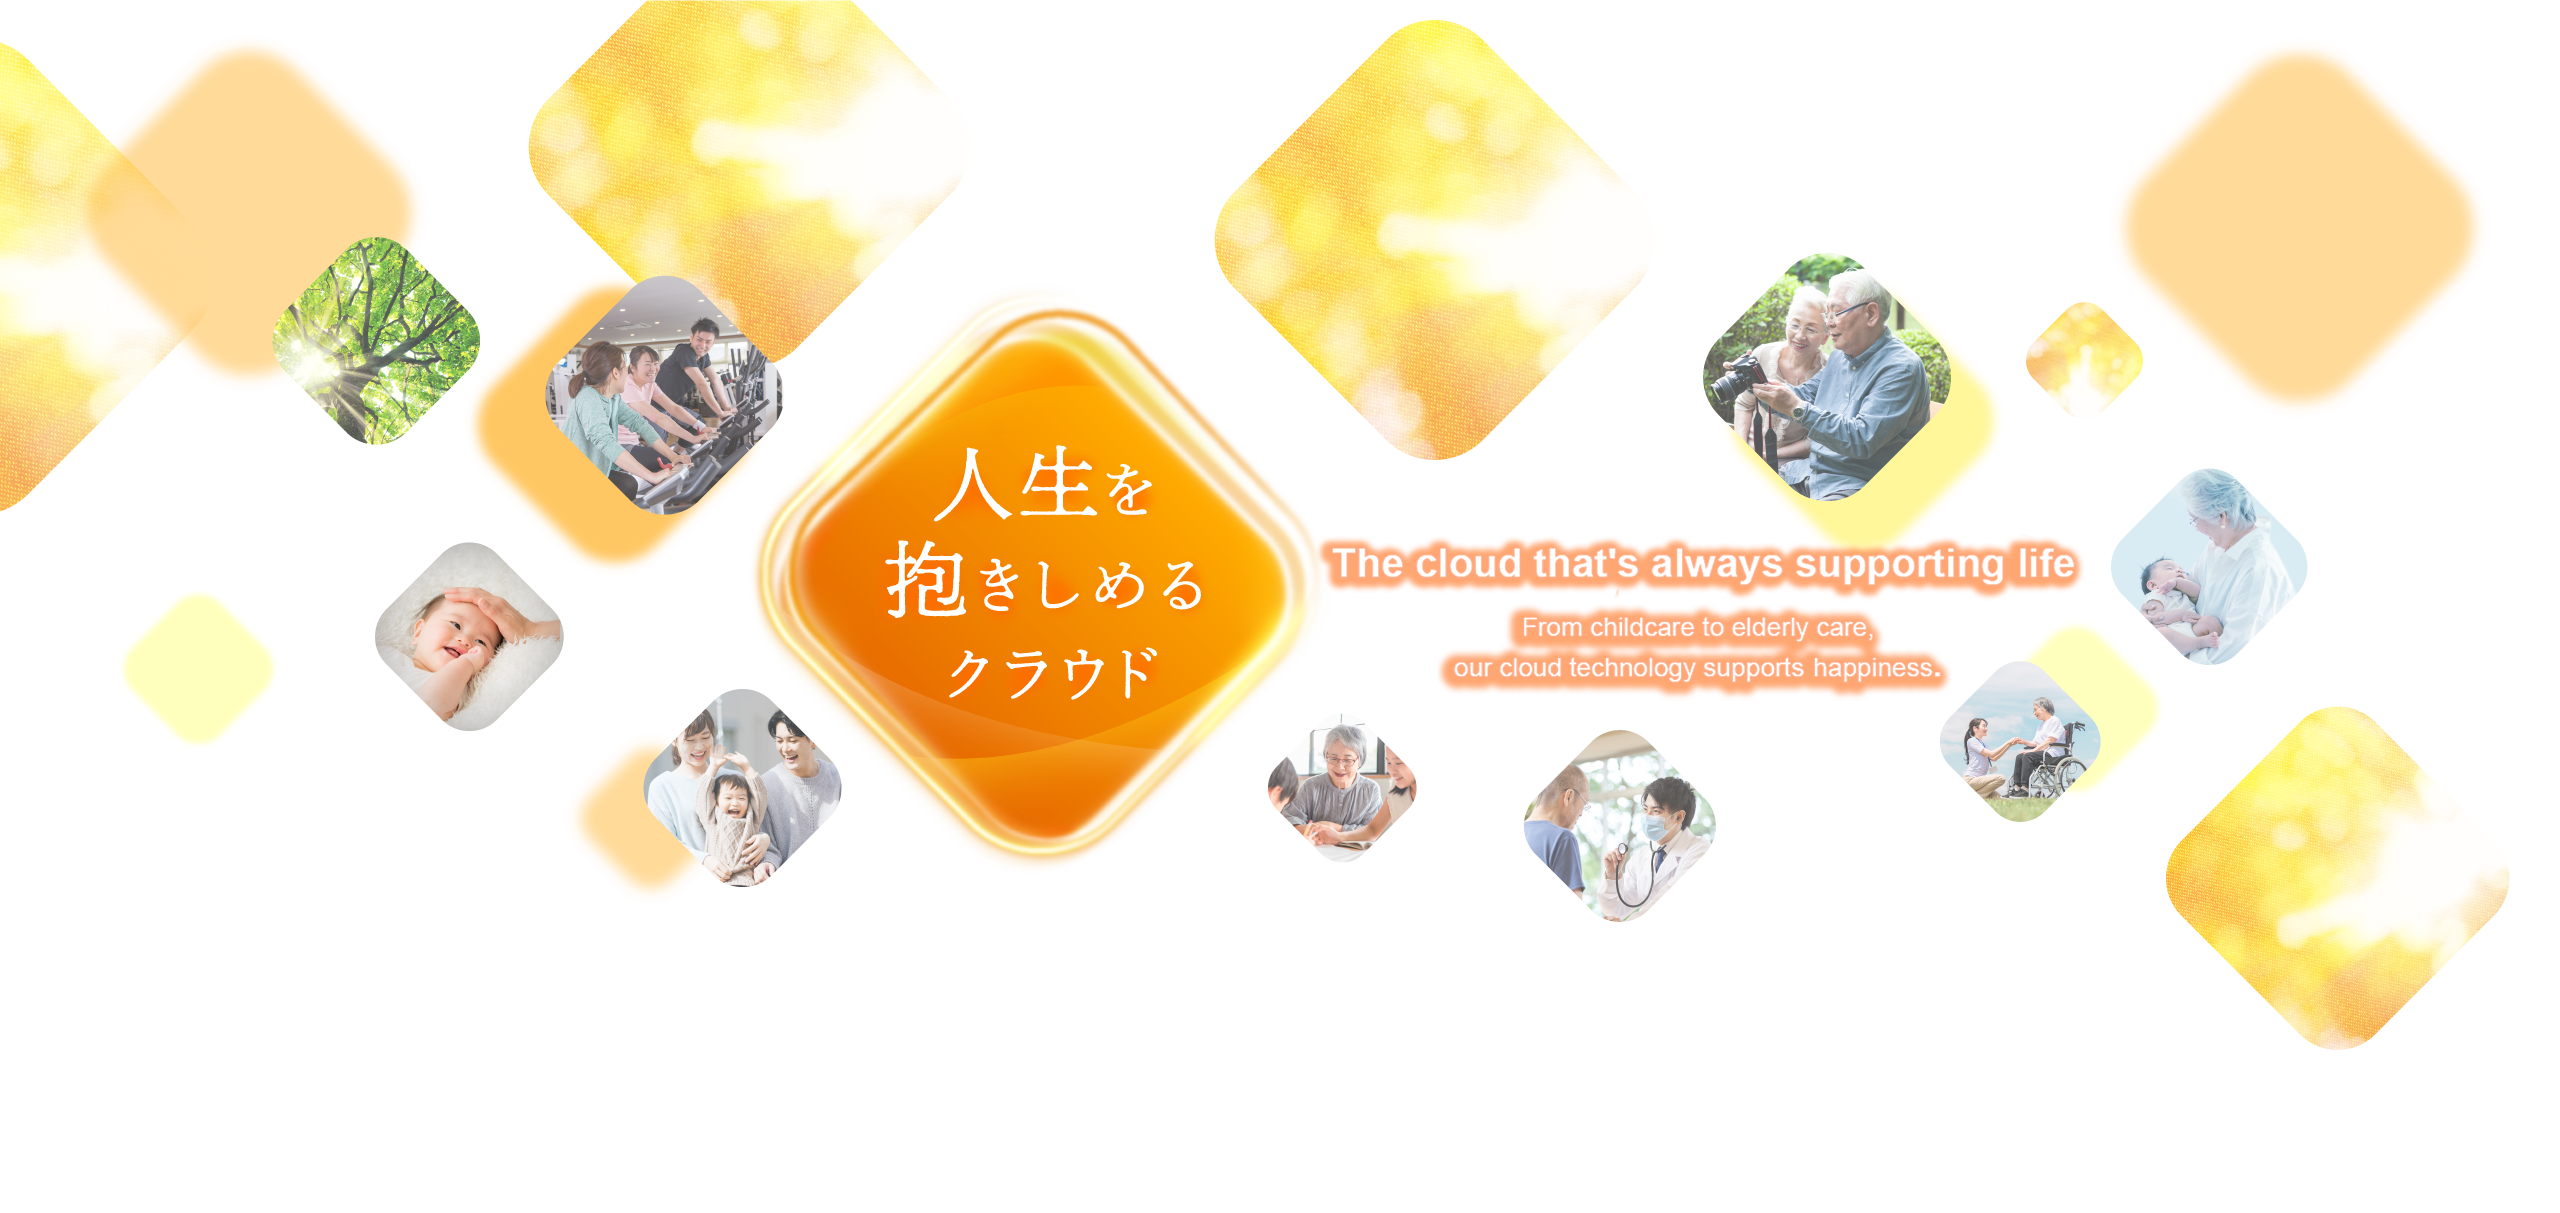 人生を
抱きしめる
クラウド
The cloud that's always supporting life
From childcare to elderly care,
our cloud technology supports happiness.